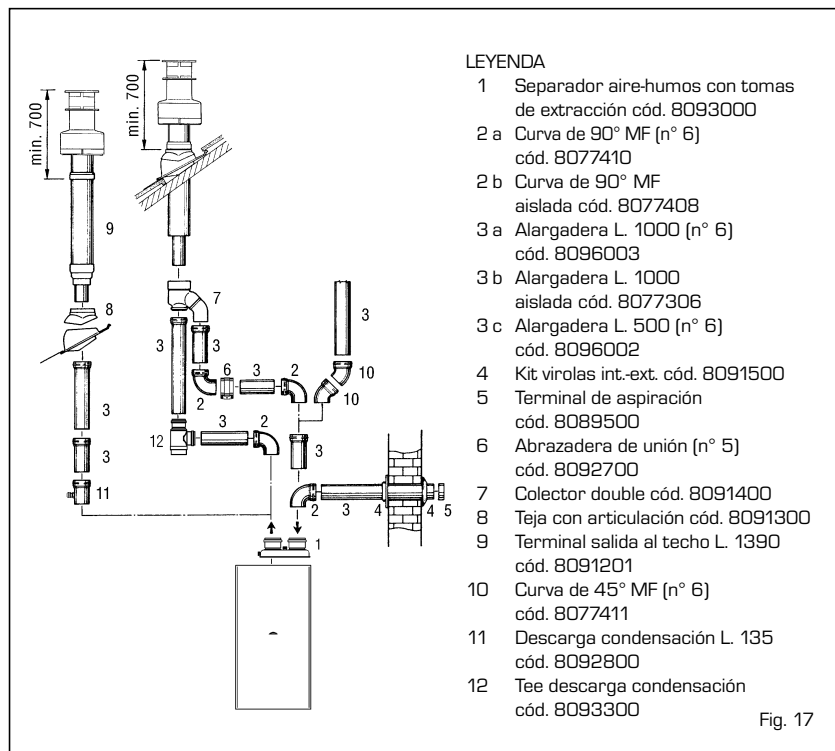 LEYENDA
1 Separador aire-humos con tomas
de extracción cód. 8093000
2 a Curva de 90° MF (n° 6)
cód. 8077410
2 b Curva de 90° MF
aislada cód. 8077408
3 a Alargadera L. 1000 (n° 6)
cód. 8096003
3 b Alargadera L. 1000
aislada cód. 8077306
3 c Alargadera L. 500 (n° 6)
cód. 8096002
4 Kit virolas int.-ext. cód. 8091500
5 Terminal de aspiración
cód. 8089500
6 Abrazadera de unión (n° 5)
cód. 8092700
7 Colector double cód. 8091400
8 Teja con articulación cód. 8091300
9 Terminal salida al techo L. 1390
cód. 8091201
10 Curva de 45° MF (n° 6)
cód. 8077411
11 Descarga condensación L. 135
cód. 8092800
12 Tee descarga condensación
cód. 8093300
Fig. 17
min. 700
min. 700
9
8
7
3
3
3
6
3
2
10
2
10
3
3
2
12
3
3
11
2
3
4
4
5
1